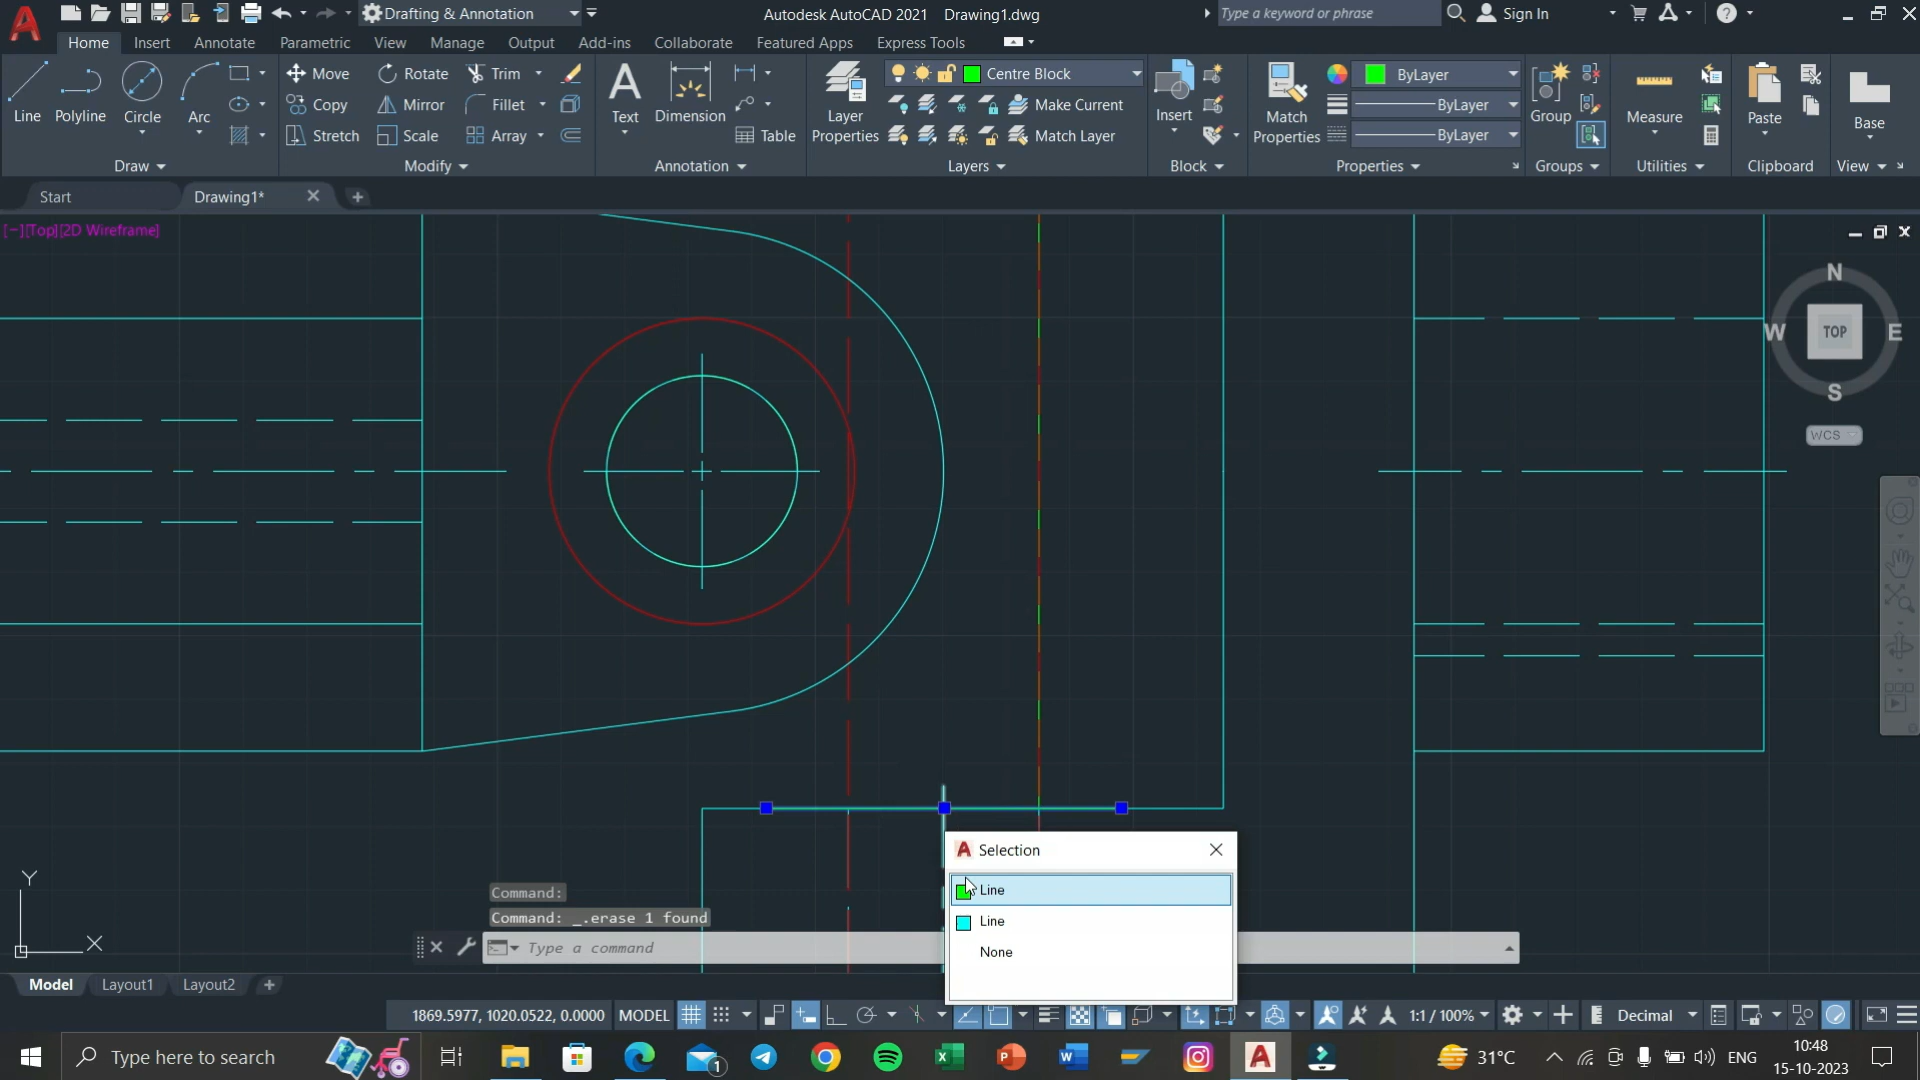 Drafting & Annotation
Autodesk AutoCAD 2021 Drawing1.dwg
Type a keyword or phrase
Sign In
Home Insert Annotate Parametric View Manage Output Add-ins Collaborate Featured Apps Express Tools
Line Polyline Circle Arc
Move Rotate Trim
Copy Mirror Fillet
Stretch Scale Array
Text Dimension Table
Layer Properties
Centre Block
Make Current
Match Layer
Insert
Match Properties
ByLayer
ByLayer
ByLayer
Group
Measure
Paste
Base
Draw Modify Annotation Layers Block Properties Groups Utilities Clipboard View
Start Drawing1*
[-][Top][2D Wireframe]
N
W TOP E
S
WCS
Selection
Line
Line
None
Y
X
Command:
Command: _.erase 1 found
Type a command
Model Layout1 Layout2
1869.5977, 1020.0522, 0.0000 MODEL 1:1 / 100% Decimal
Type here to search
1
31°C
ENG
10:48
15-10-2023